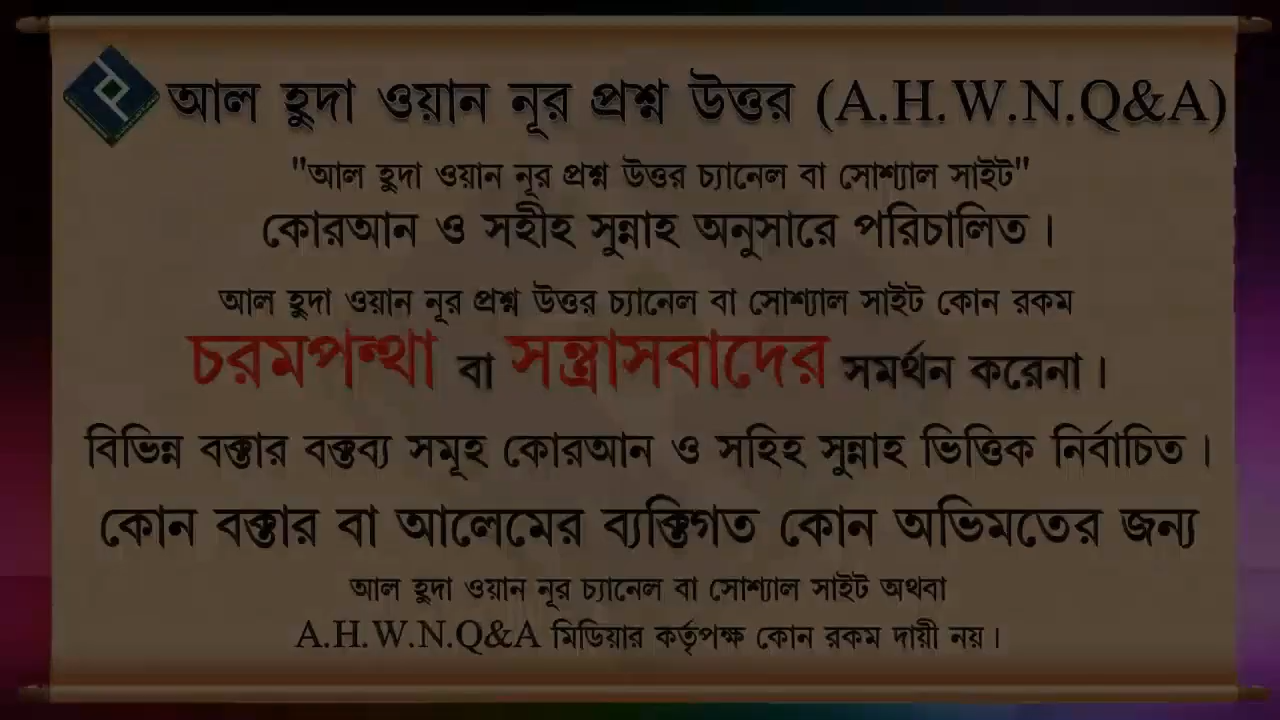 আল হুদা ওয়ান নূর প্রশ্ন উত্তর (A.H.W.N.Q&A)
"আল হুদা ওয়ান নূর প্রশ্ন উত্তর চ্যানেল বা সোশ্যাল সাইট"
কোরআন ও সহীহ সুন্নাহ অনুসারে পরিচালিত।
আল হুদা ওয়ান নূর প্রশ্ন উত্তর চ্যানেল বা সোশ্যাল সাইট কোন রকম
চরমপন্থা বা সন্ত্রাসবাদের সমর্থন করেনা।
বিভিন্ন বক্তার বক্তব্য সমূহ কোরআন ও সহিহ সুন্নাহ ভিত্তিক নির্বাচিত।
কোন বক্তার বা আলেমের ব্যক্তিগত কোন অভিমতের জন্য
আল হুদা ওয়ান নূর চ্যানেল বা সোশ্যাল সাইট অথবা
A.H.W.N.Q&A মিডিয়ার কর্তৃপক্ষ কোন রকম দায়ী নয়।